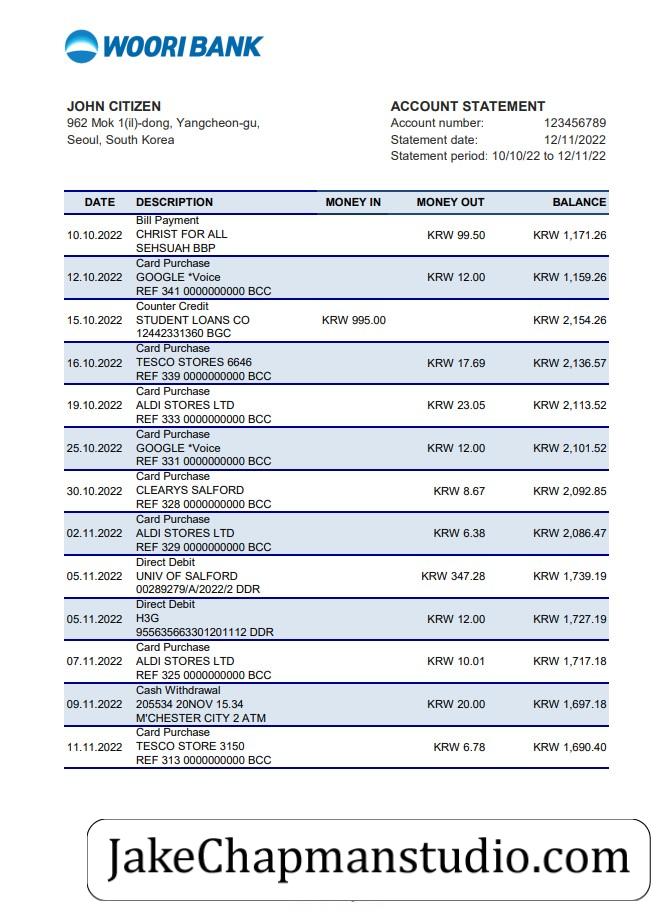 WOORI BANK
JOHN CITIZEN
962 Mok 1(il)-dong, Yangcheon-gu,
Seoul, South Korea
ACCOUNT STATEMENT
Account number: 123456789
Statement date: 12/11/2022
Statement period: 10/10/22 to 12/11/22
DATE DESCRIPTION MONEY IN MONEY OUT BALANCE
Bill Payment
10.10.2022 CHRIST FOR ALL KRW 99.50 KRW 1,171.26
SEHSUAH BBP
Card Purchase
12.10.2022 GOOGLE *Voice KRW 12.00 KRW 1,159.26
REF 341 0000000000 BCC
Counter Credit
15.10.2022 STUDENT LOANS CO KRW 995.00 KRW 2,154.26
12442331360 BGC
Card Purchase
16.10.2022 TESCO STORES 6646 KRW 17.69 KRW 2,136.57
REF 339 0000000000 BCC
Card Purchase
19.10.2022 ALDI STORES LTD KRW 23.05 KRW 2,113.52
REF 333 0000000000 BCC
Card Purchase
25.10.2022 GOOGLE *Voice KRW 12.00 KRW 2,101.52
REF 331 0000000000 BCC
Card Purchase
30.10.2022 CLEARYS SALFORD KRW 8.67 KRW 2,092.85
REF 328 0000000000 BCC
Card Purchase
02.11.2022 ALDI STORES LTD KRW 6.38 KRW 2,086.47
REF 329 0000000000 BCC
Direct Debit
05.11.2022 UNIV OF SALFORD KRW 347.28 KRW 1,739.19
00289279/A/2022/2 DDR
Direct Debit
05.11.2022 H3G KRW 12.00 KRW 1,727.19
955635663301201112 DDR
Card Purchase
07.11.2022 ALDI STORES LTD KRW 10.01 KRW 1,717.18
REF 325 0000000000 BCC
Cash Withdrawal
09.11.2022 205534 20NOV 15.34 KRW 20.00 KRW 1,697.18
M'CHESTER CITY 2 ATM
Card Purchase
11.11.2022 TESCO STORE 3150 KRW 6.78 KRW 1,690.40
REF 313 0000000000 BCC
JakeChapmanstudio.com